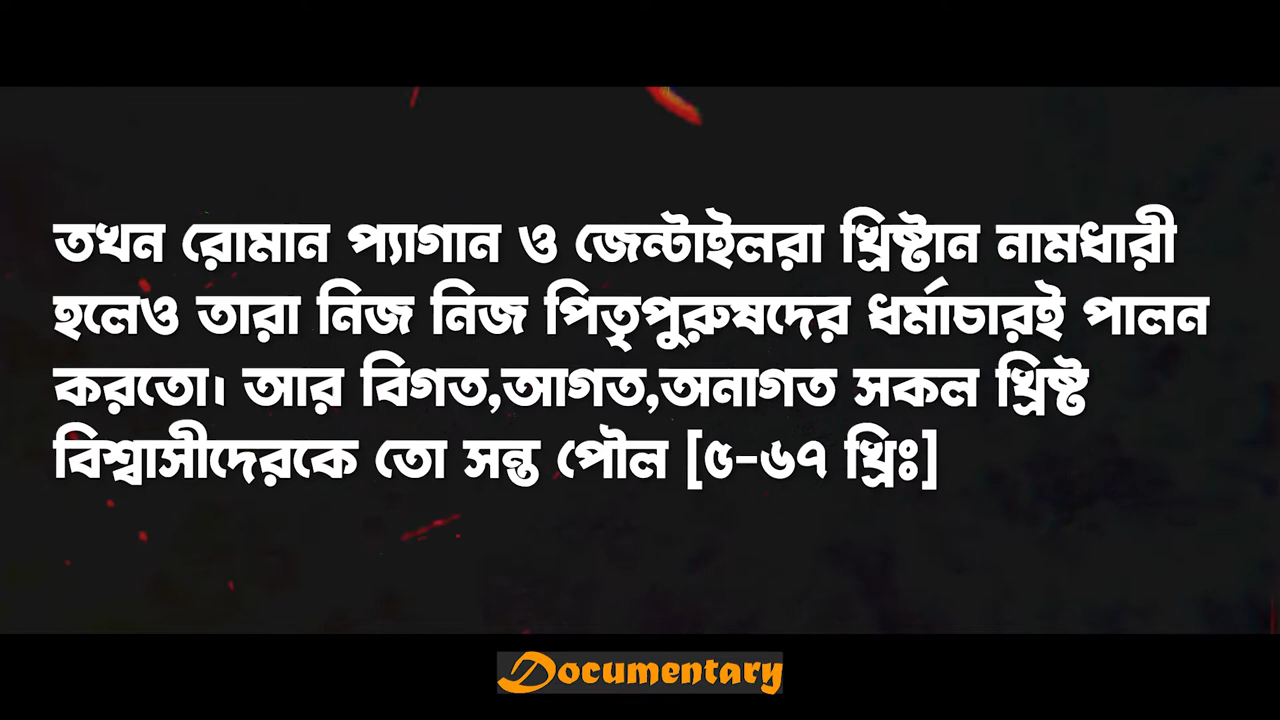 তখন রোমান প্যাগান ও জেন্টাইলরা খ্রিষ্টান নামধারী
হলেও তারা নিজ নিজ পিতৃপুরুষদের ধর্মাচারই পালন
করতো। আর বিগত,আগত,অনাগত সকল খ্রিষ্ট
বিশ্বাসীদেরকে তো সন্ত পৌল [৫-৬৭ খ্রিঃ]
Documentary